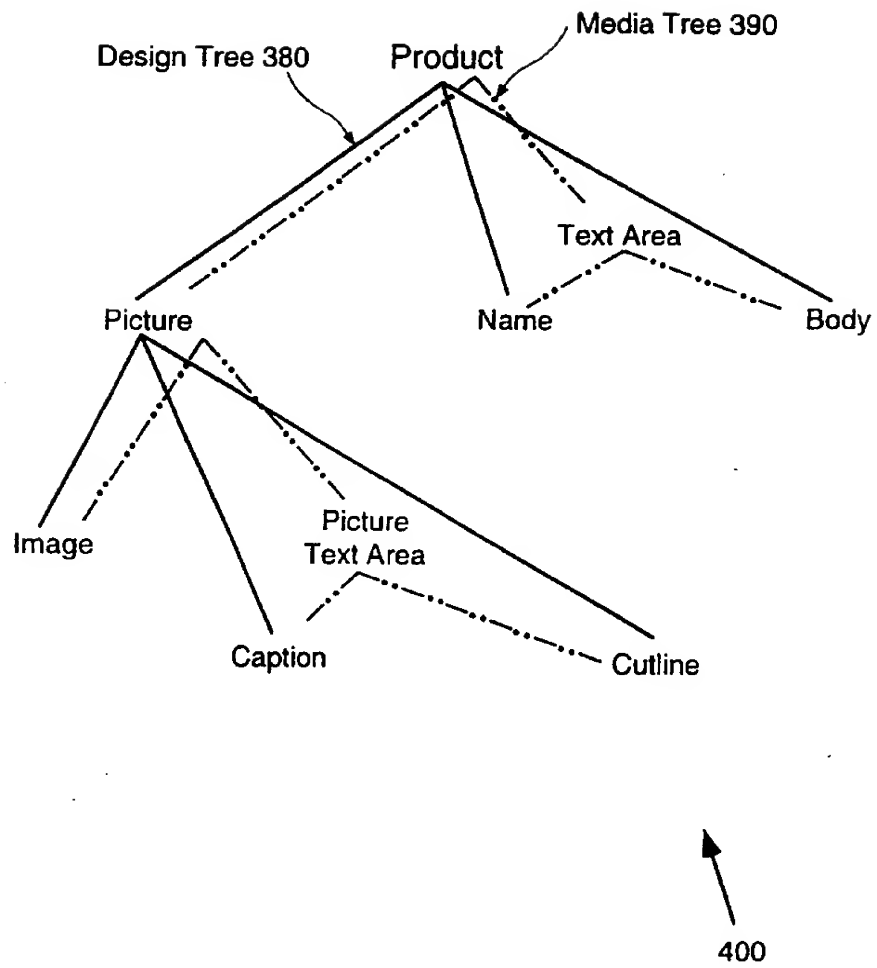 Media Tree 390
Design Tree 380
Product
Text Area
Picture
Name
Body
Picture
Image
Text Area
Caption
Cutline
400